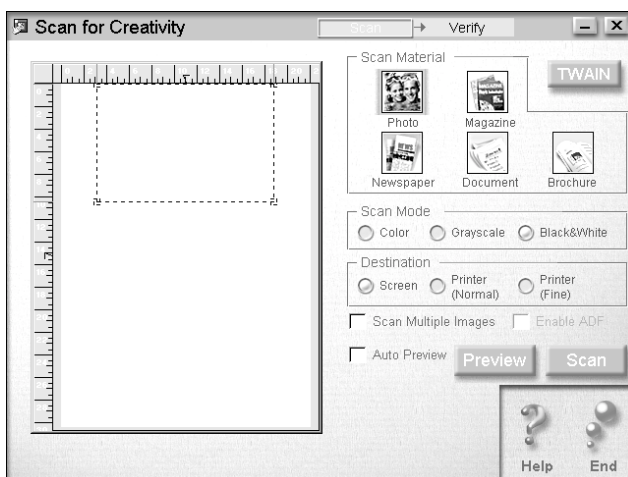 Scan for Creativity
Scan
Verify
Scan Material
TWAIN
Photo
Magazine
Newspaper
Document
Brochure
Scan Mode
Color
Grayscale
Black&White
Destination
Screen
Printer
(Normal)
Printer
(Fine)
Scan Multiple Images
Enable ADF
Auto Preview
Preview
Scan
Help
End